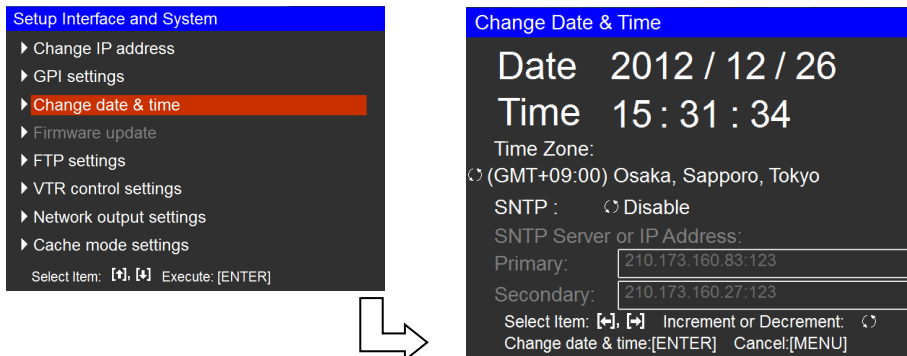 Setup Interface and System
Change IP address
GPI settings
Change date & time
Firmware update
FTP settings
VTR control settings
Network output settings
Cache mode settings
Select Item: [↑], [↓] Execute: [ENTER]
Change Date & Time
Date 2012 / 12 / 26
Time 15 : 31 : 34
Time Zone:
(GMT+09:00) Osaka, Sapporo, Tokyo
SNTP : Disable
SNTP Server or IP Address:
Primary: 210.173.160.83:123
Secondary: 210.173.160.27:123
Select Item: [←], [→] Increment or Decrement:
Change date & time:[ENTER] Cancel:[MENU]